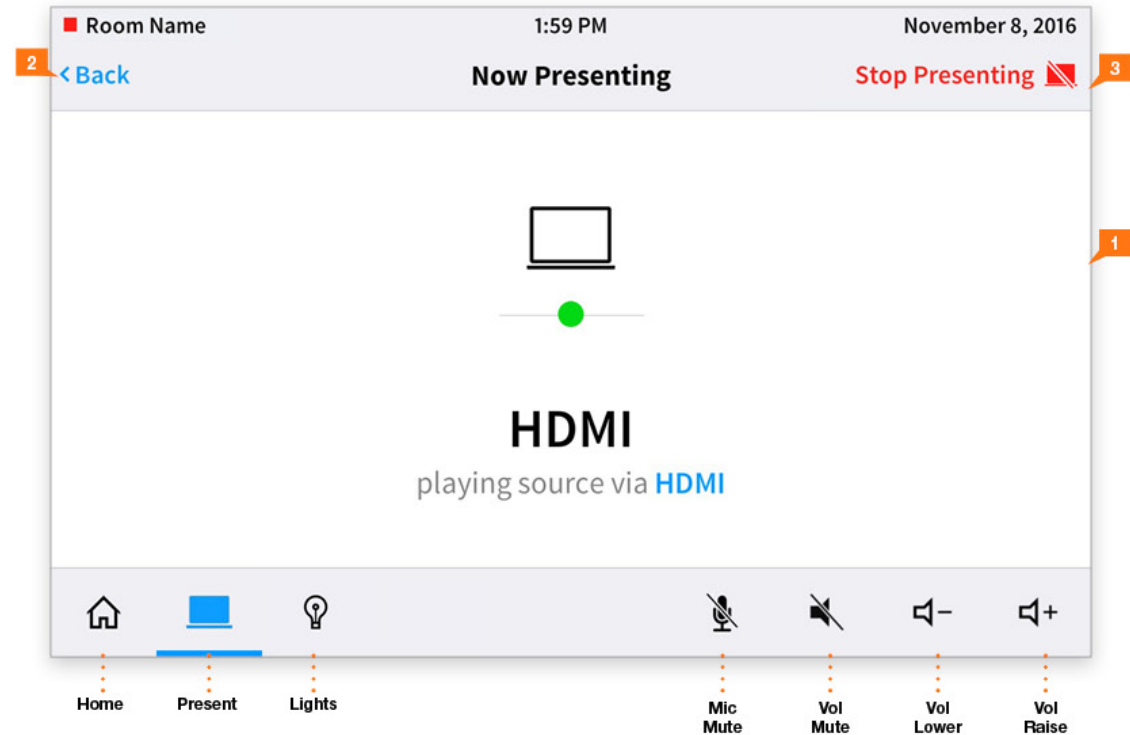 Room Name 1:59 PM November 8, 2016
2
<Back Now Presenting Stop Presenting
3
1
HDMI
playing source via HDMI
Home Present Lights Mic Mute Vol Mute Vol Lower Vol Raise